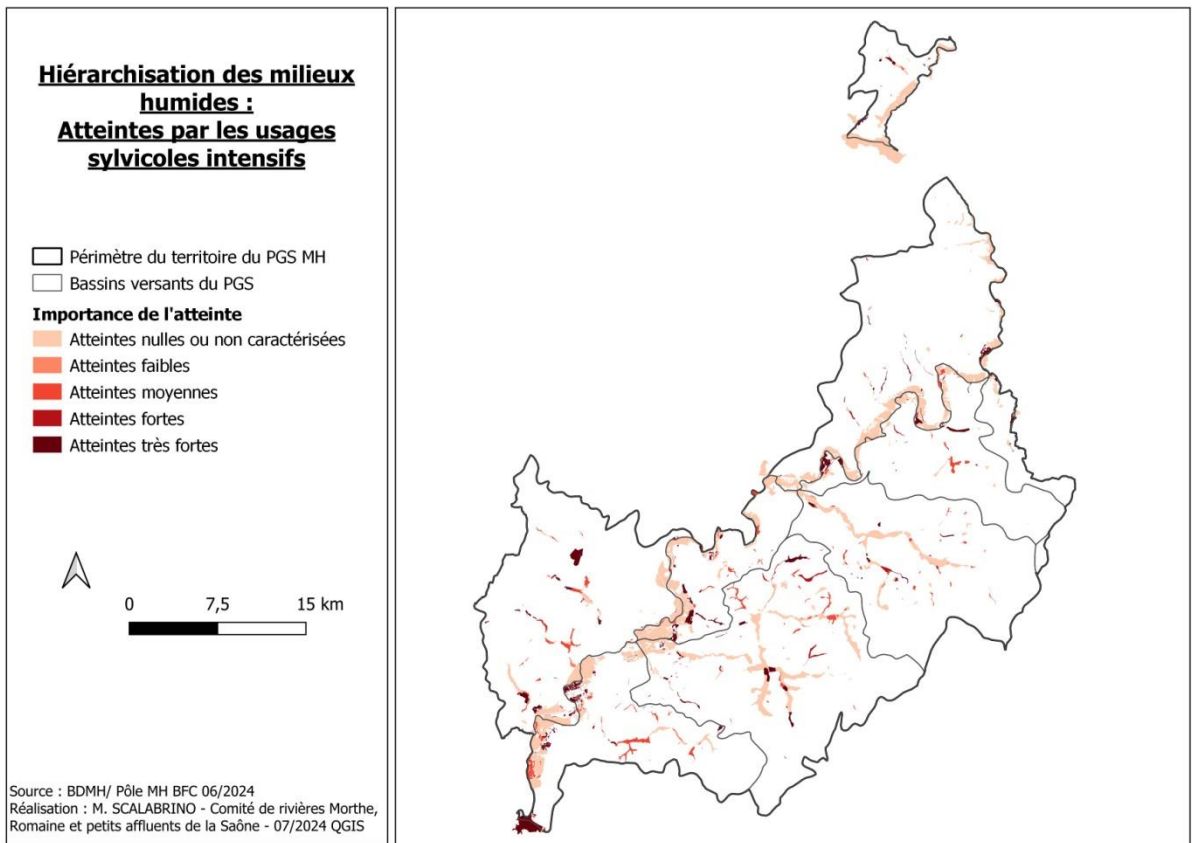 Hiérarchisation des milieux
humides :
Atteintes par les usages
sylvicoles intensifs
Périmètre du territoire du PGS MH
Bassins versants du PGS
Importance de l'atteinte
Atteintes nulles ou non caractérisées
Atteintes faibles
Atteintes moyennes
Atteintes fortes
Atteintes très fortes
0 7,5 15 km
Source : BDMH/ Pôle MH BFC 06/2024
Réalisation : M. SCALABRINO - Comité de rivières Morthe,
Romaine et petits affluents de la Saône - 07/2024 QGIS